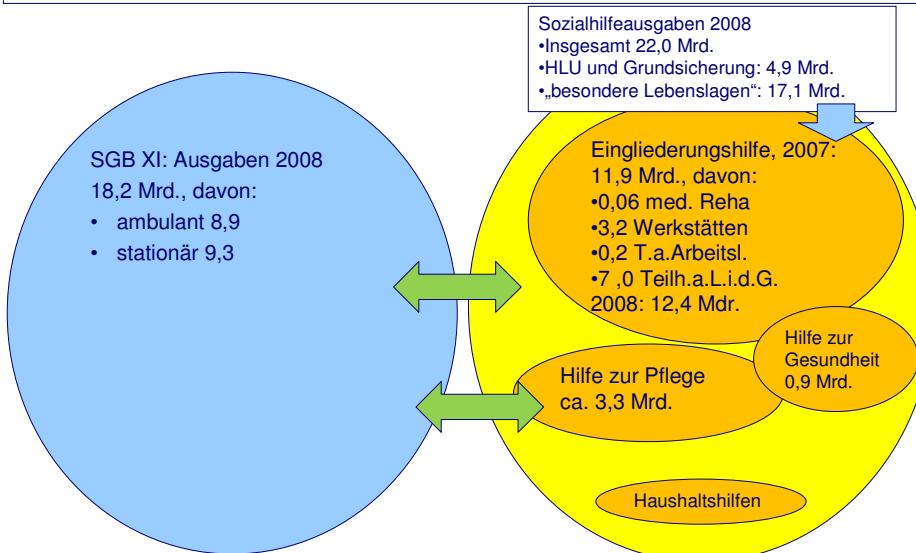 Sozialhilfeausgaben 2008
•Insgesamt 22,0 Mrd.
•HLU und Grundsicherung: 4,9 Mrd.
•„besondere Lebenslagen“: 17,1 Mrd.
SGB XI: Ausgaben 2008
18,2 Mrd., davon:
• ambulant 8,9
• stationär 9,3
Eingliederungshilfe, 2007:
11,9 Mrd., davon:
•0,06 med. Reha
•3,2 Werkstätten
•0,2 T.a.Arbeitsl.
•7 ,0 Teilh.a.L.i.d.G.
2008: 12,4 Mdr.
Hilfe zur
Gesundheit
0,9 Mrd.
Hilfe zur Pflege
ca. 3,3 Mrd.
Haushaltshilfen